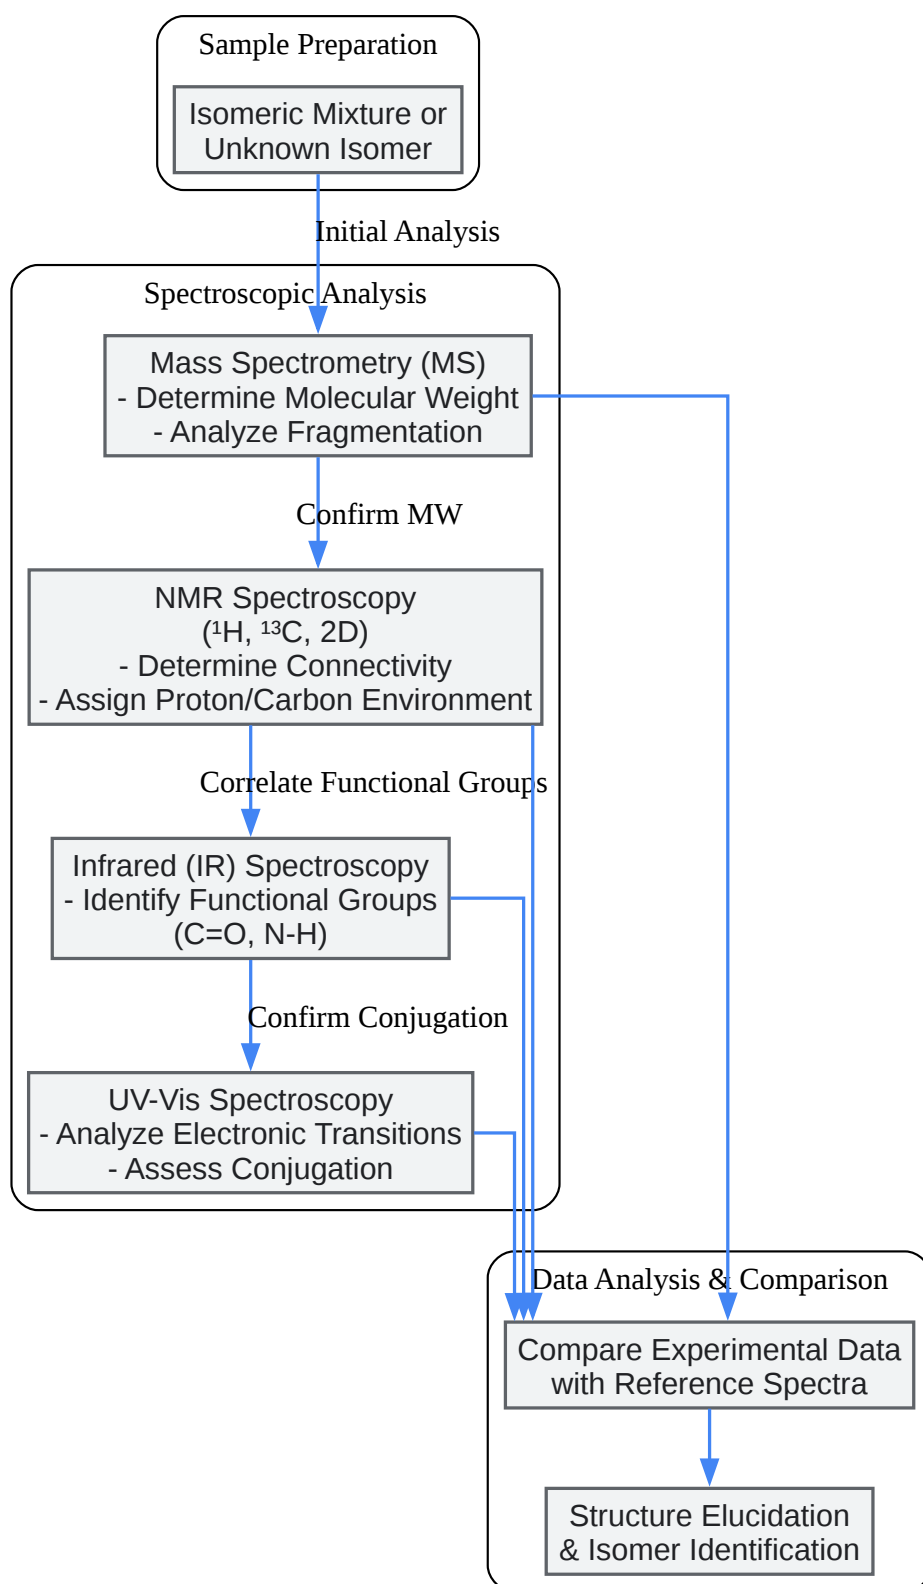 Sample Preparation
Isomeric Mixture or
Unknown Isomer
Initial Analysis
Spectroscopic Analysis
Mass Spectrometry (MS)
- Determine Molecular Weight
- Analyze Fragmentation
Confirm MW
NMR Spectroscopy
(¹H, ¹³C, 2D)
- Determine Connectivity
- Assign Proton/Carbon Environment
Correlate Functional Groups
Infrared (IR) Spectroscopy
- Identify Functional Groups
(C=O, N-H)
Confirm Conjugation
UV-Vis Spectroscopy
- Analyze Electronic Transitions
- Assess Conjugation
Data Analysis & Comparison
Compare Experimental Data
with Reference Spectra
Structure Elucidation
& Isomer Identification